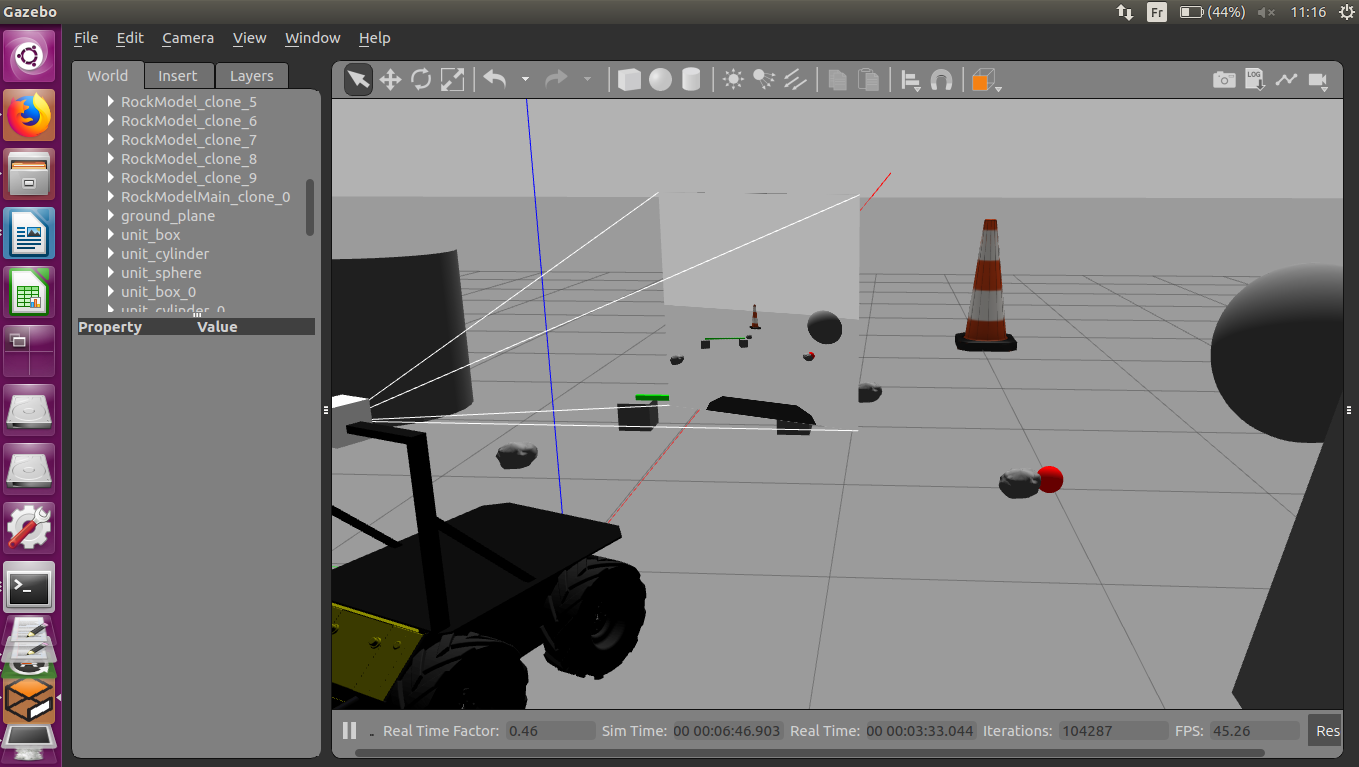 Gazebo
Fr
(44%)
11:16
File Edit Camera View Window Help
World Insert Layers
LOG
RockModel_clone_5
RockModel_clone_6
RockModel_clone_7
RockModel_clone_8
RockModel_clone_9
RockModelMain_clone_0
ground_plane
unit_box
unit_cylinder
unit_sphere
unit_box_0
unit_cylinder_0
Property Value
Real Time Factor: 0.46 Sim Time: 00 00:06:46.903 Real Time: 00 00:03:33.044 Iterations: 104287 FPS: 45.26 Res